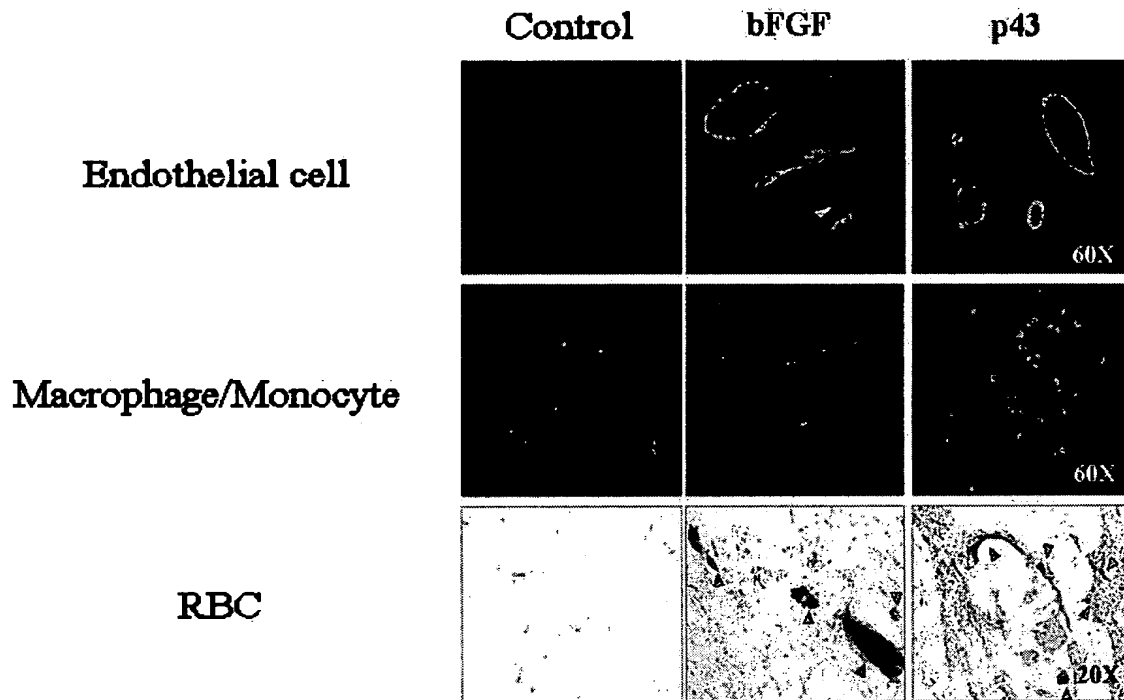 Control bFGF p43
Endothelial cell
60X
Macrophage/Monocyte
60X
RBC
20X